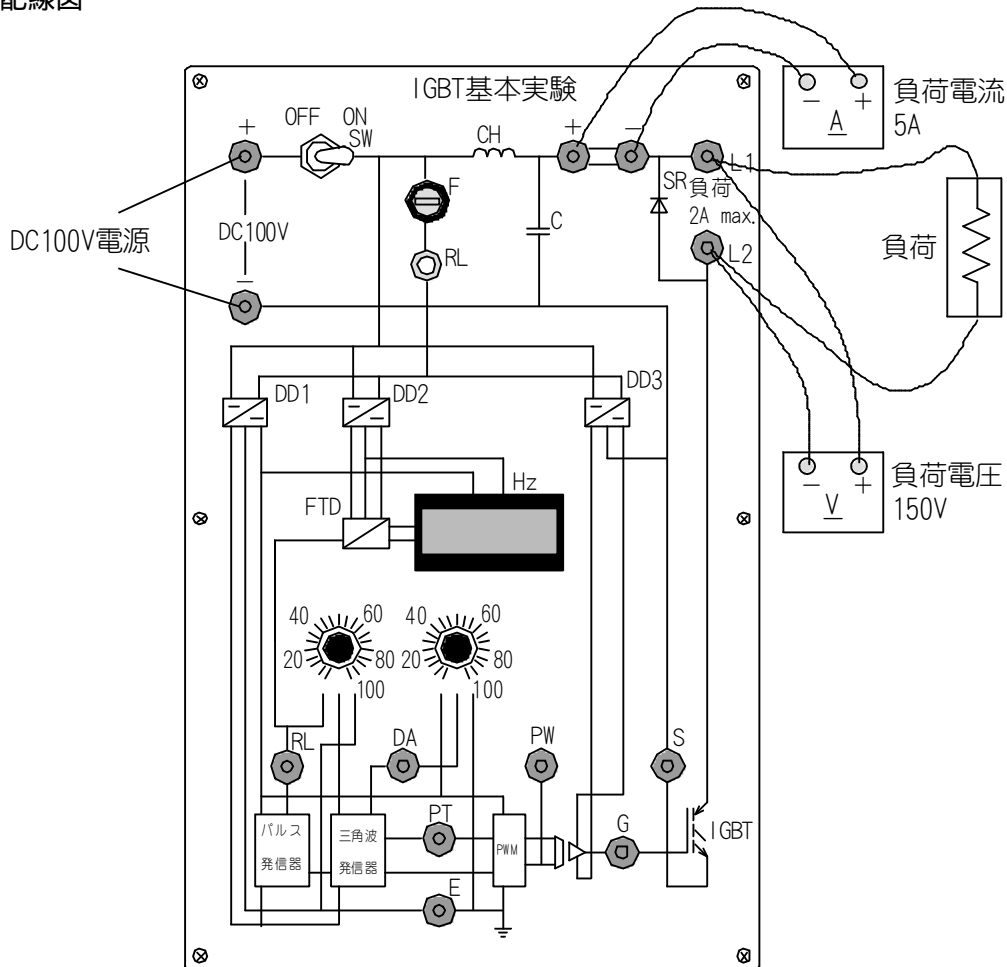 配線図
IGBT基本実験
OFF ON
SW
+
DC100V
−
DC100V電源
CH
+
−
F
RL
C
SR
負荷
2A max.
L1
L2
− +
A
負荷電流
5A
負荷
− +
V
負荷電圧
150V
DD1
DD2
DD3
FTD
Hz
20 40 60 80 100
20 40 60 80 100
RL
DA
PW
S
PT
G
E
IGBT
パルス
発信器
三角波
発信器
PWM